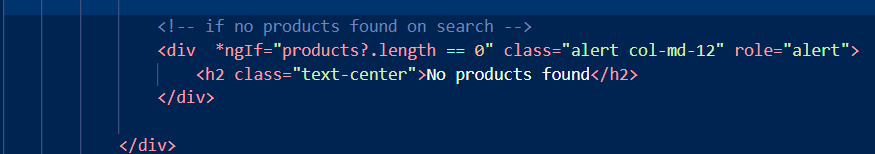 <!-- if no products found on search -->
<div  *ngIf="products?.length == 0" class="alert col-md-12" role="alert">
<h2 class="text-center">No products found</h2>
</div>
</div>